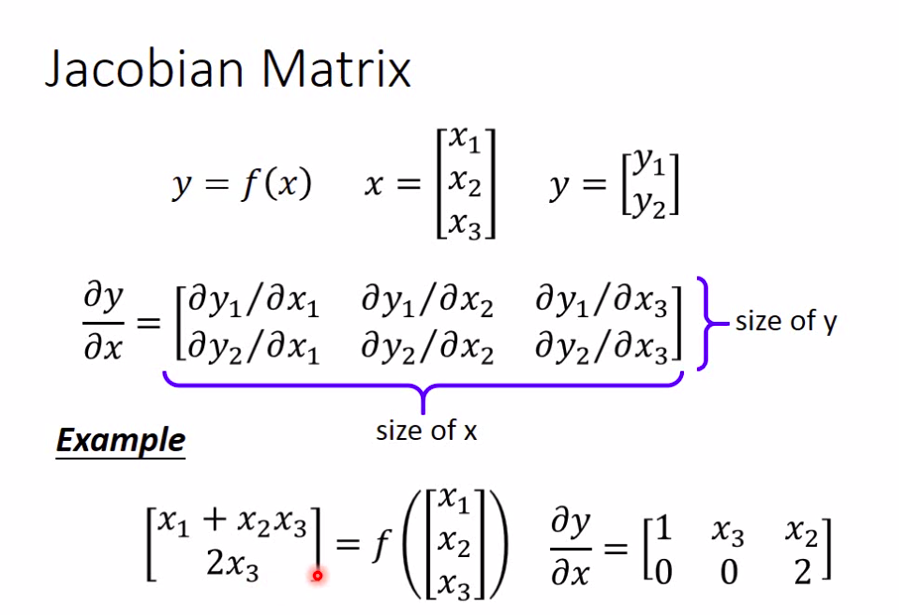 Jacobian Matrix
y = f(x)   x = [x₁ x₂ x₃]   y = [y₁ y₂]
∂y/∂x = [∂y₁/∂x₁ ∂y₁/∂x₂ ∂y₁/∂x₃
∂y₂/∂x₁ ∂y₂/∂x₂ ∂y₂/∂x₃]
size of y
size of x
Example
[x₁ + x₂x₃
2x₃] = f([x₁ x₂ x₃])   ∂y/∂x = [1 x₃ x₂
0 0 2]